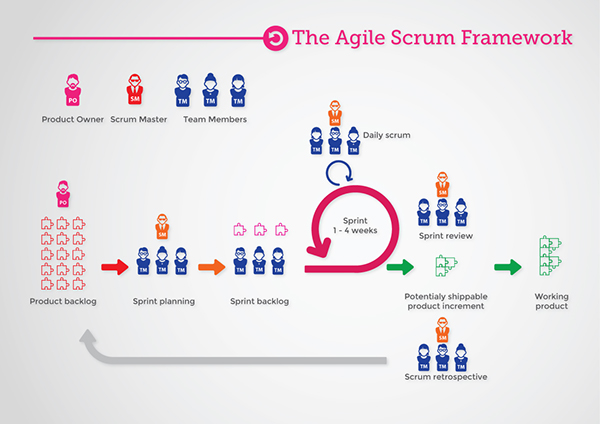 The Agile Scrum Framework
PO
SM
TM TM TM
Product Owner Scrum Master Team Members
SM
TM TM TM
Daily scrum
PO
SM
TM TM TM
TM TM TM
Sprint
1 - 4 weeks
SM
TM TM TM
Sprint review
Product backlog
Sprint planning
Sprint backlog
Potentialy shippable
product increment
Working
product
SM
TM TM TM
Scrum retrospective